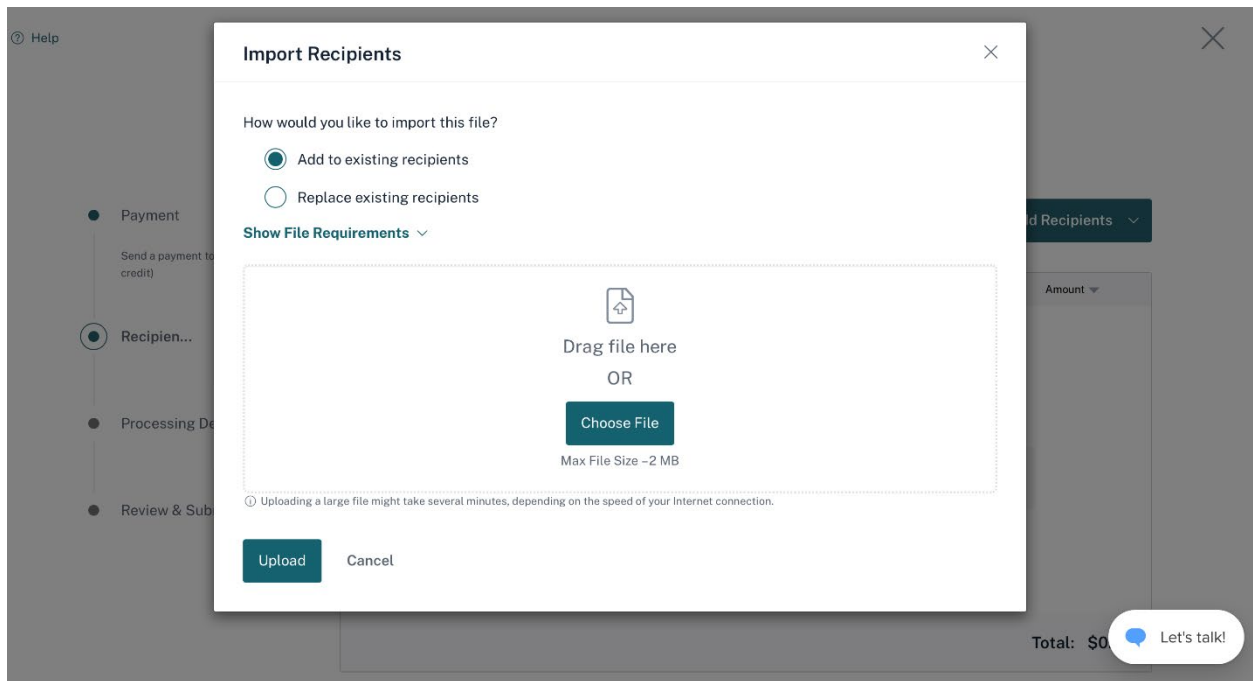 Help
Import Recipients
How would you like to import this file?
Add to existing recipients
Replace existing recipients
Show File Requirements
Payment
Send a payment to
credit)
Recipien...
Processing
Review &
Recipients
Amount
Drag file here
OR
Choose File
Max File Size –2 MB
Uploading a large file might take several minutes, depending on the speed of your Internet connection.
Upload
Cancel
Total:
Let's talk!